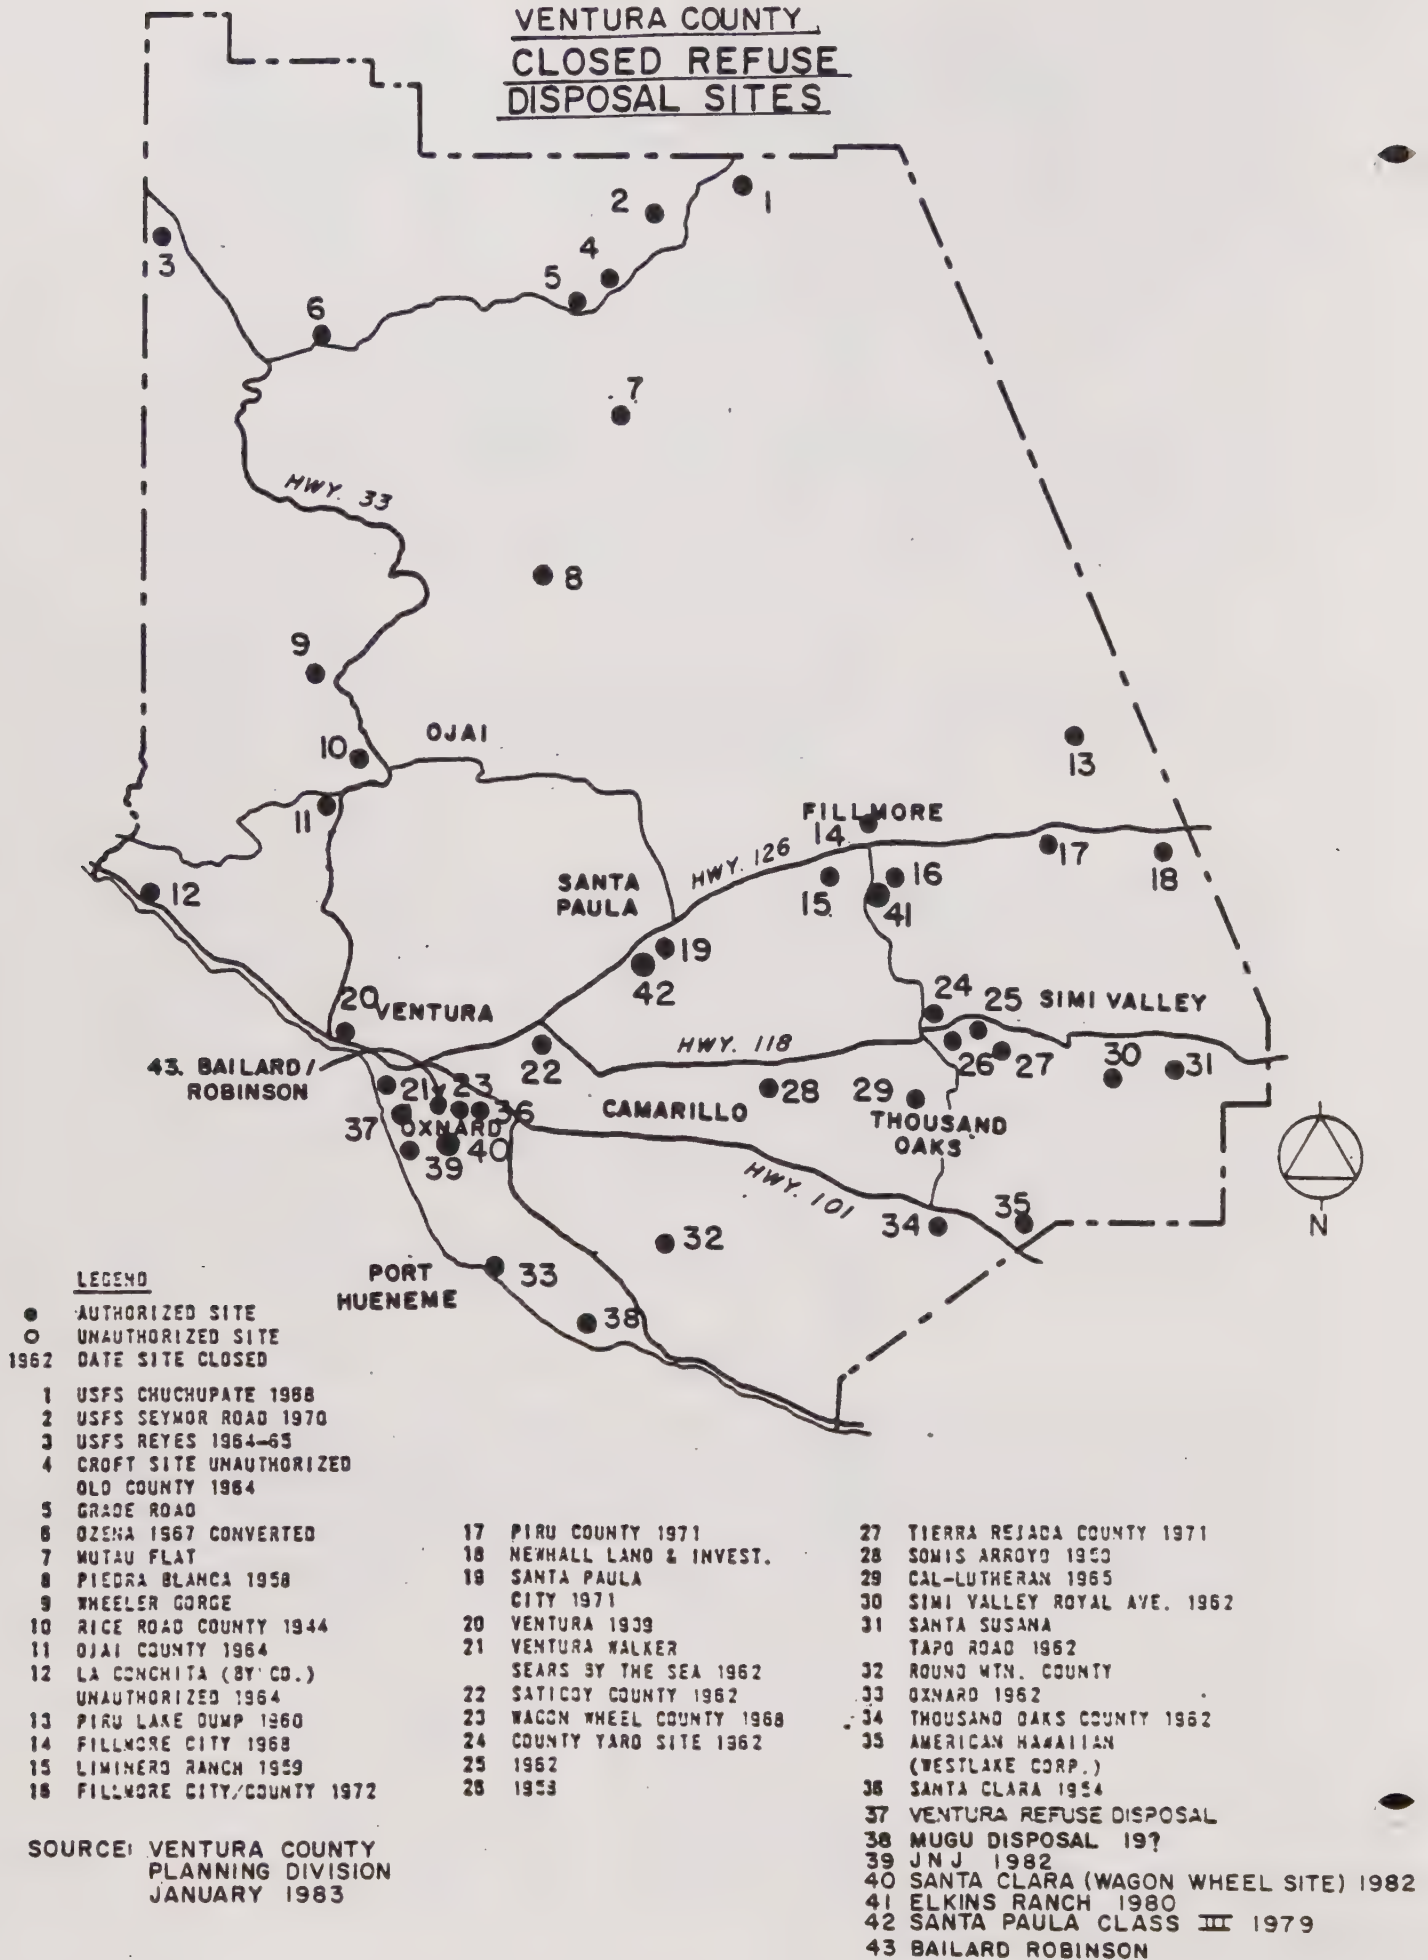 VENTURA COUNTY
CLOSED REFUSE
DISPOSAL SITES
1
2
3
4
5
6
7
HWY. 33
8
9
10
OJAI
11
12
13
FILLMORE
14
HWY. 126
15
16
17
18
41
SANTA
PAULA
19
42
20
VENTURA
43. BAILARD/
ROBINSON
21
22
23
HWY. 118
24
25
SIMI VALLEY
26
27
28
29
30
31
36
37
OXNARD
39
40
CAMARILLO
THOUSAND
OAKS
HWY. 101
32
34
35
N
PORT
HUENEME
33
38
LEGEND
AUTHORIZED SITE
UNAUTHORIZED SITE
1962 DATE SITE CLOSED
1 USFS CHUCHUPATE 1968
2 USFS SEYMOR ROAD 1970
3 USFS REYES 1964-65
4 CROFT SITE UNAUTHORIZED
OLD COUNTY 1964
5 GRADE ROAD
6 OZENA 1967 CONVERTED
7 MUTAU FLAT
8 PIEDRA BLANCA 1958
9 WHEELER GORGE
10 RICE ROAD COUNTY 1944
11 OJAI COUNTY 1964
12 LA CONCHITA (BY CO.)
UNAUTHORIZED 1964
13 PIRU LAKE DUMP 1960
14 FILLMORE CITY 1968
15 LIMINERO RANCH 1959
16 FILLMORE CITY/COUNTY 1972
17 PIRU COUNTY 1971
18 NEWHALL LAND & INVEST.
19 SANTA PAULA
CITY 1971
20 VENTURA 1939
21 VENTURA WALKER
SEARS BY THE SEA 1962
22 SATICOY COUNTY 1962
23 WAGON WHEEL COUNTY 1968
24 COUNTY YARD SITE 1962
25 1962
26
27 TIERRA REJADA COUNTY 1971
28 SOMIS ARROYO
29 CAL-LUTHERAN 1965
30 SIMI VALLEY ROYAL AVE. 1962
31 SANTA SUSANA
TAPO ROAD 1962
32 ROUND MTN. COUNTY
33 OXNARD 1962
34 THOUSAND OAKS COUNTY 1962
35 AMERICAN HAWAIIAN
(WESTLAKE CORP.)
36 SANTA CLARA 1954
37 VENTURA REFUSE DISPOSAL
38 MUGU DISPOSAL 19?
39 JNJ 1982
40 SANTA CLARA (WAGON WHEEL SITE) 1982
41 ELKINS RANCH 1980
42 SANTA PAULA CLASS III 1979
43 BAILARD ROBINSON
SOURCE: VENTURA COUNTY
PLANNING DIVISION
JANUARY 1983